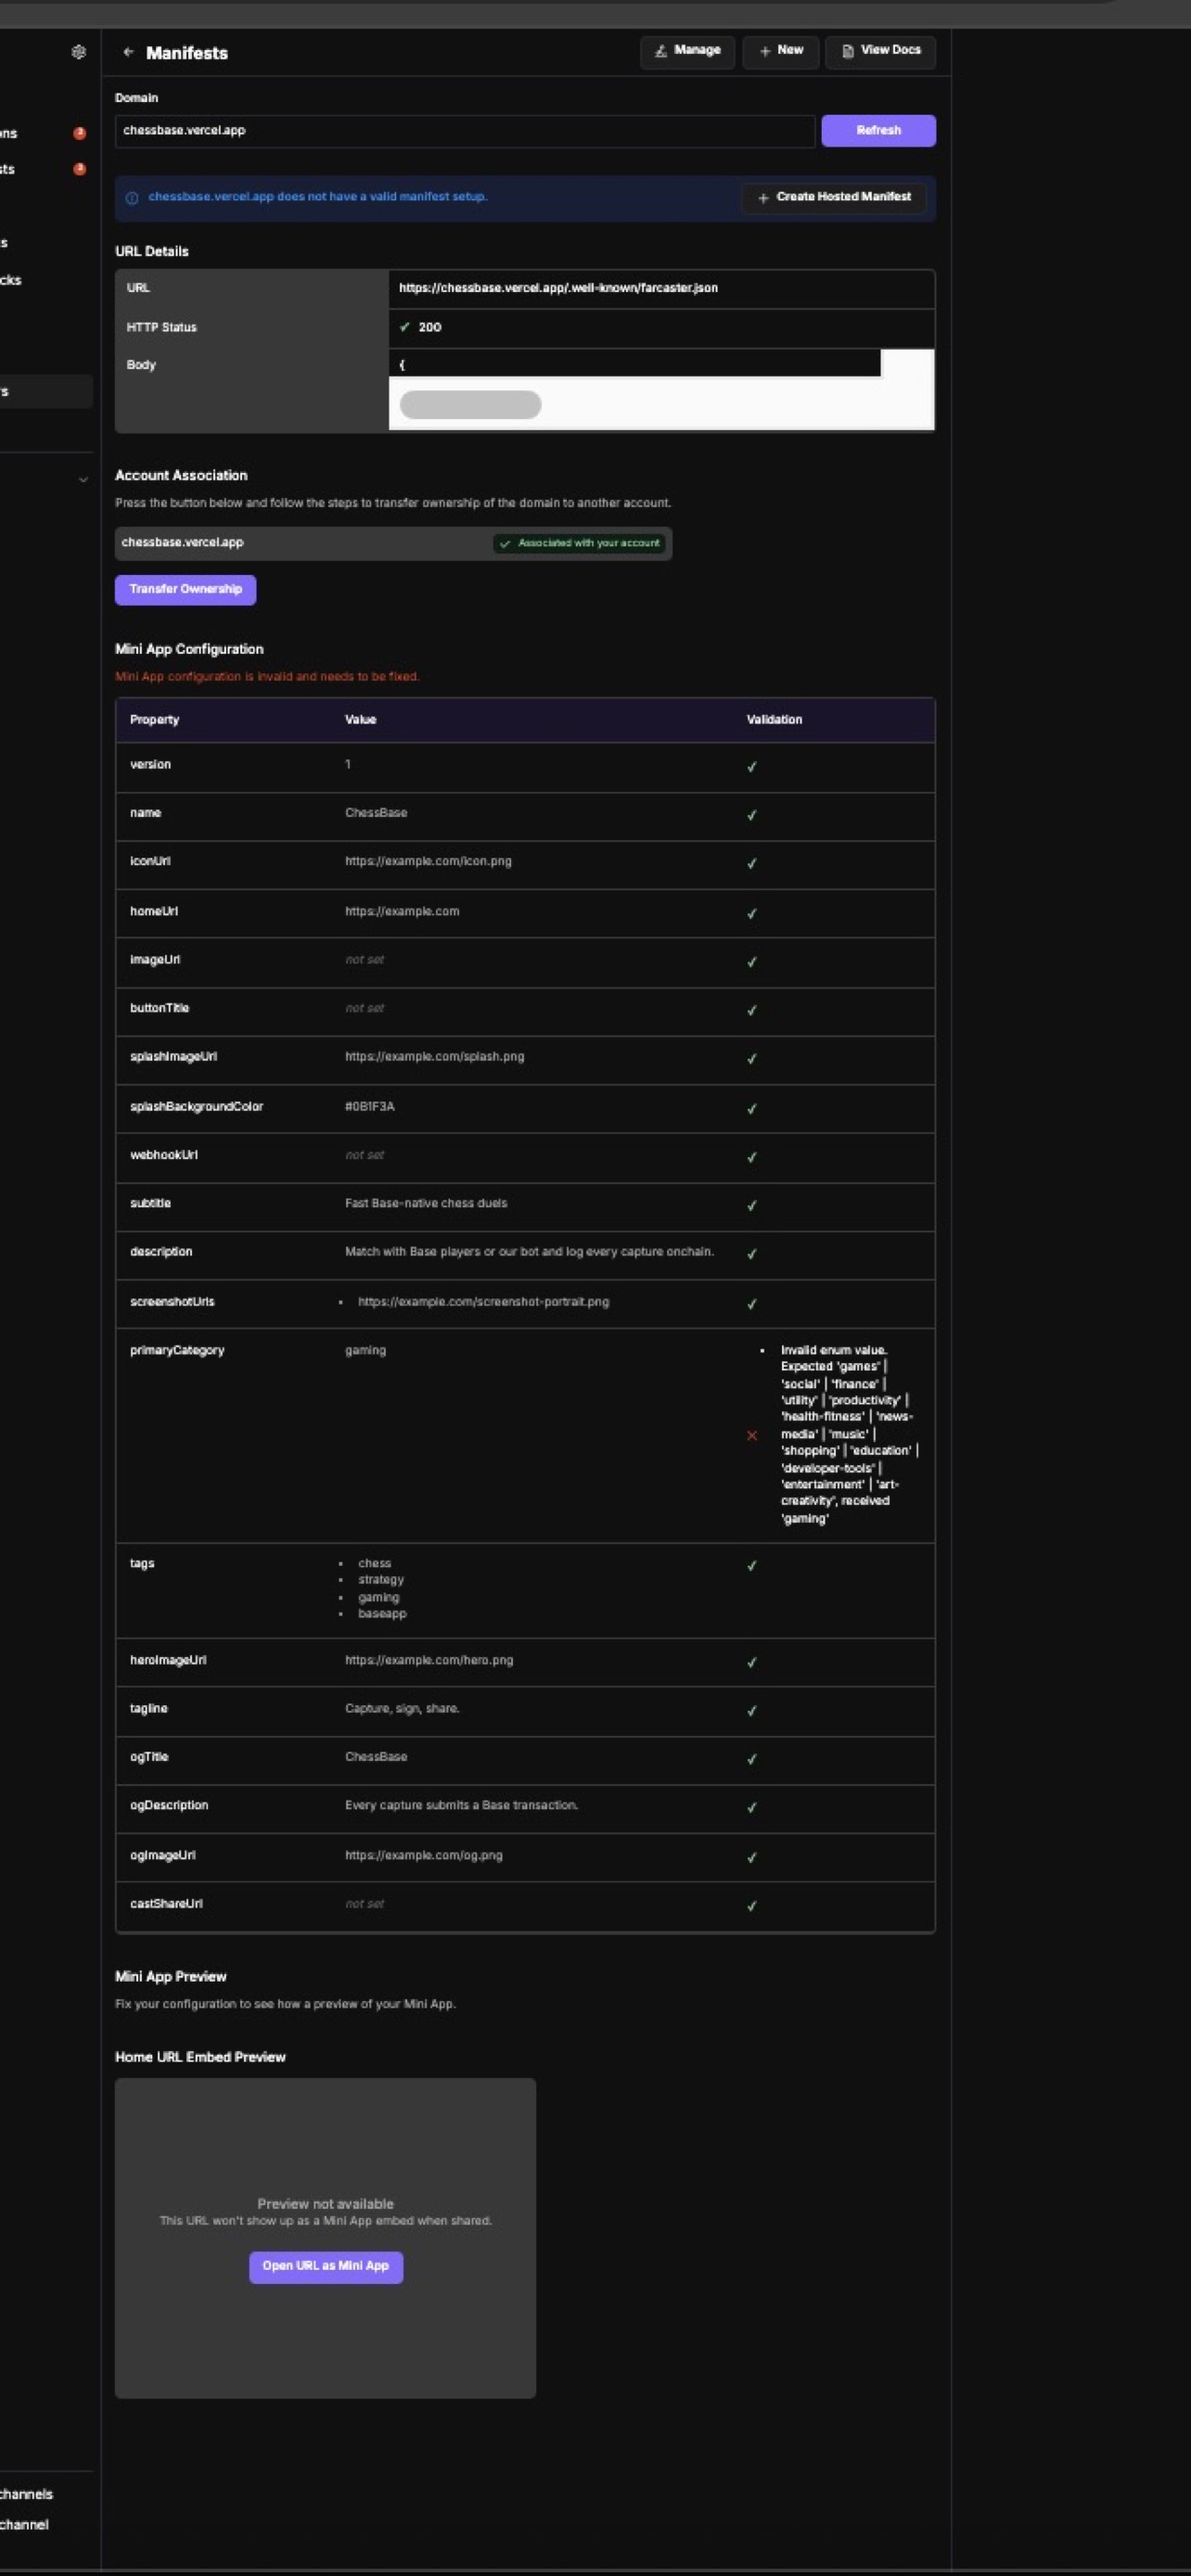 Manifests
Manage
New
View Docs
Domain
ons
chessbase.vercel.app
Refresh
sts
chessbase.vercel.app does not have a valid manifest setup.
Create Hosted Manifest
s
URL Details
cks
URL
https://chessbase.vercel.app/.well-known/farcaster.json
HTTP Status
✓ 200
Body
{
s
Account Association
Press the button below and follow the steps to transfer ownership of the domain to another account.
chessbase.vercel.app
✓ Associated with your account
Transfer Ownership
Mini App Configuration
Mini App configuration is invalid and needs to be fixed.
Property Value Validation
version 1 ✓
name ChessBase ✓
iconUrl https://example.com/icon.png ✓
homeUrl https://example.com ✓
imageUrl not set ✓
buttonTitle not set ✓
splashImageUrl https://example.com/splash.png ✓
splashBackgroundColor #0B1F3A ✓
webhookUrl not set ✓
subtitle Fast Base-native chess duels ✓
description Match with Base players or our bot and log every capture onchain. ✓
screenshotUrls • https://example.com/screenshot-portrait.png ✓
primaryCategory gaming
• Invalid enum value.
Expected 'games' |
'social' | 'finance' |
'utility' | 'productivity' |
'health-fitness' | 'news-
media' | 'music' |
'shopping' | 'education' |
'developer-tools' |
'entertainment' | 'art-
creativity', received
'gaming'
tags
• chess
• strategy
• gaming
• baseapp
heroImageUrl https://example.com/hero.png ✓
tagline Capture, sign, share. ✓
ogTitle ChessBase ✓
ogDescription Every capture submits a Base transaction. ✓
ogImageUrl https://example.com/og.png ✓
castShareUrl not set ✓
Mini App Preview
Fix your configuration to see how a preview of your Mini App.
Home URL Embed Preview
Preview not available
This URL won't show up as a Mini App embed when shared.
Open URL as Mini App
channels
channel